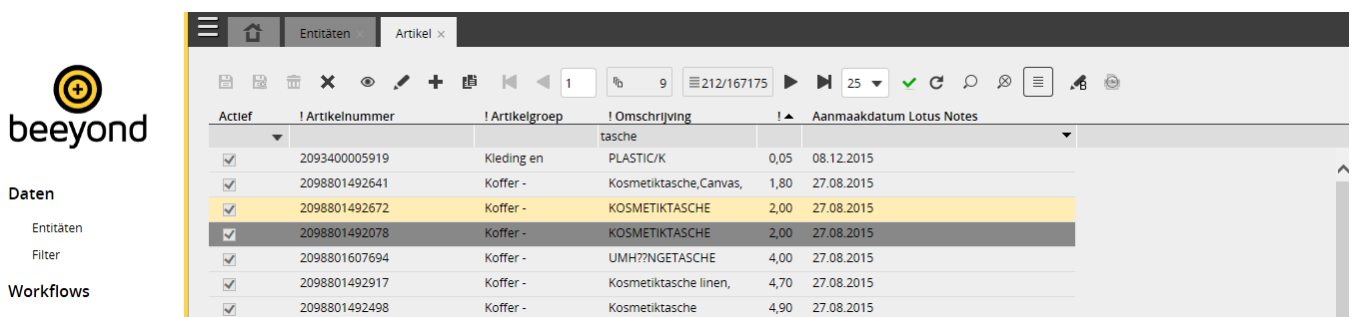 Entitäten ×
Artikel ×
1
9
212/167175
25
beeyond
Actief ! Artikelnummer ! Artikelgroep ! Omschrijving ! Aanmaakdatum Lotus Notes
tasche
2093400005919 Kleding en PLASTIC/K 0,05 08.12.2015
2098801492641 Koffer - Kosmetiktasche,Canvas, 1,80 27.08.2015
2098801492672 Koffer - KOSMETIKTASCHE 2,00 27.08.2015
2098801492078 Koffer - KOSMETIKTASCHE 2,00 27.08.2015
2098801607694 Koffer - UMH??NGETASCHE 4,00 27.08.2015
2098801492917 Koffer - Kosmetiktasche linen, 4,70 27.08.2015
2098801492498 Koffer - Kosmetiktasche 4,90 27.08.2015
Daten
Entitäten
Filter
Workflows